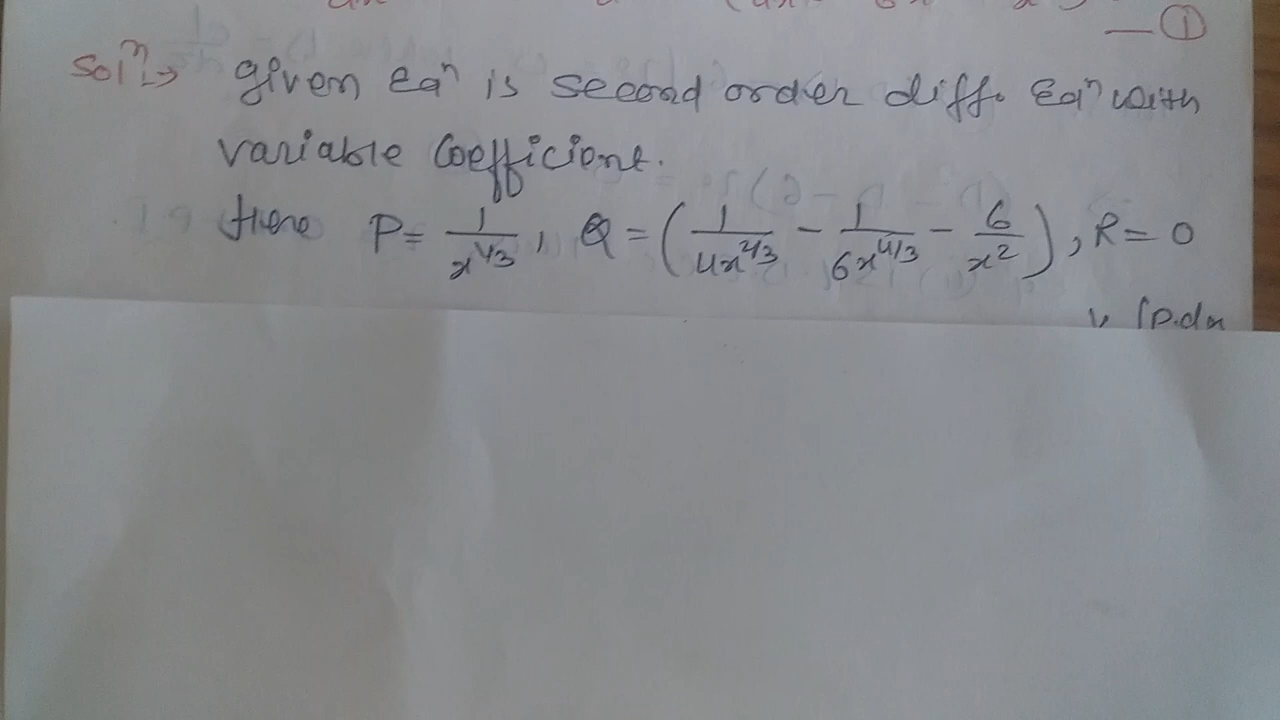 — ①
Solⁿ:→ given Eqⁿ is second order diff. Eqⁿ with
variable coefficient.
Here P = 1/x^{1/3}, Q = (1/4x^{2/3} - 1/6x^{4/3} - 6/x²), R = 0
∫P.dx